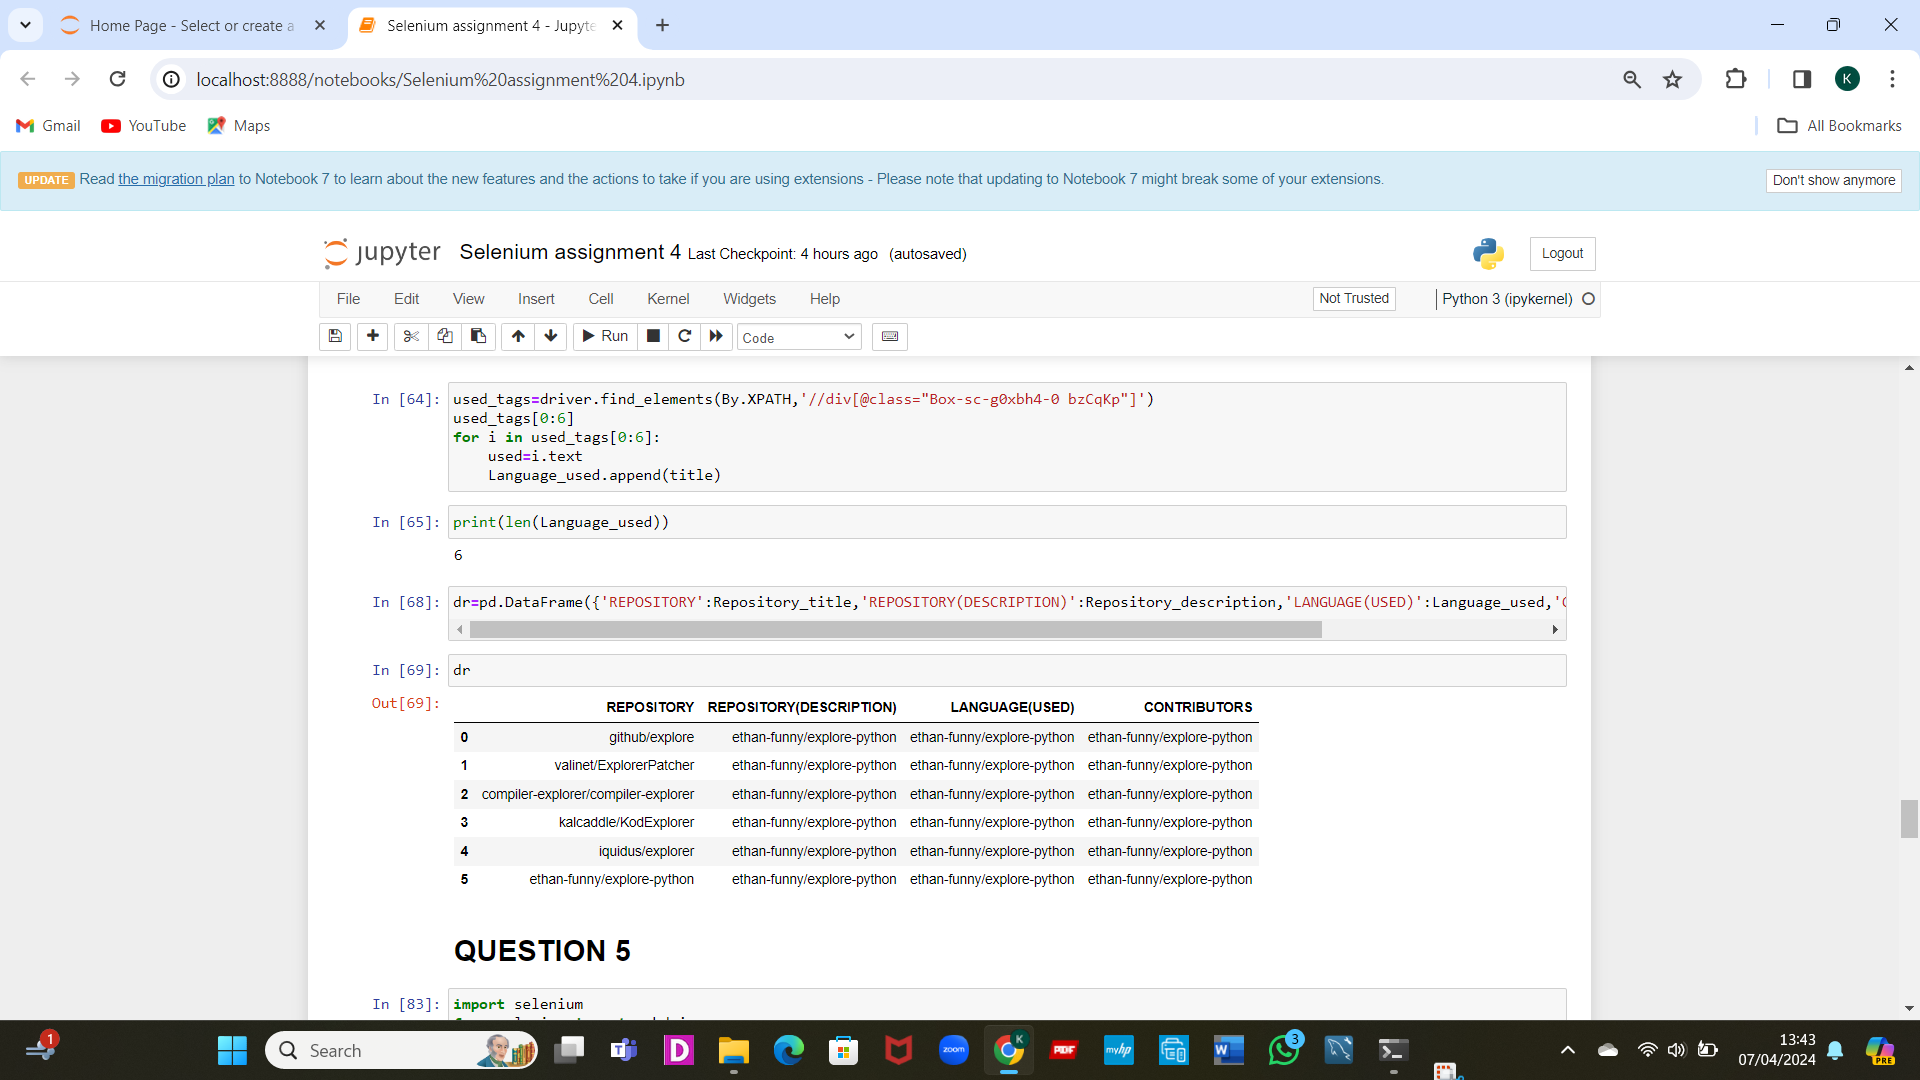 Home Page - Select or create a
Selenium assignment 4 - Jupyte
localhost:8888/notebooks/Selenium%20assignment%204.ipynb
K
Gmail
YouTube
Maps
All Bookmarks
UPDATE Read the migration plan to Notebook 7 to learn about the new features and the actions to take if you are using extensions - Please note that updating to Notebook 7 might break some of your extensions.
Don't show anymore
jupyter Selenium assignment 4 Last Checkpoint: 4 hours ago (autosaved)
Logout
File Edit View Insert Cell Kernel Widgets Help
Not Trusted
Python 3 (ipykernel)
Run
Code
In [64]: used_tags=driver.find_elements(By.XPATH,'//div[@class="Box-sc-g0xbh4-0 bzCqKp"]')
used_tags[0:6]
for i in used_tags[0:6]:
    used=i.text
    Language_used.append(title)
In [65]: print(len(Language_used))
6
In [68]: dr=pd.DataFrame({'REPOSITORY':Repository_title,'REPOSITORY(DESCRIPTION)':Repository_description,'LANGUAGE(USED)':Language_used,'
In [69]: dr
Out[69]:
REPOSITORY REPOSITORY(DESCRIPTION) LANGUAGE(USED) CONTRIBUTORS
0 github/explore ethan-funny/explore-python ethan-funny/explore-python ethan-funny/explore-python
1 valinet/ExplorerPatcher ethan-funny/explore-python ethan-funny/explore-python ethan-funny/explore-python
2 compiler-explorer/compiler-explorer ethan-funny/explore-python ethan-funny/explore-python ethan-funny/explore-python
3 kalcaddle/KodExplorer ethan-funny/explore-python ethan-funny/explore-python ethan-funny/explore-python
4 iquidus/explorer ethan-funny/explore-python ethan-funny/explore-python ethan-funny/explore-python
5 ethan-funny/explore-python ethan-funny/explore-python ethan-funny/explore-python ethan-funny/explore-python
QUESTION 5
In [83]: import selenium
1
Search
D
zoom
K
PDF
myhp
W
3
13:43
07/04/2024
PRE